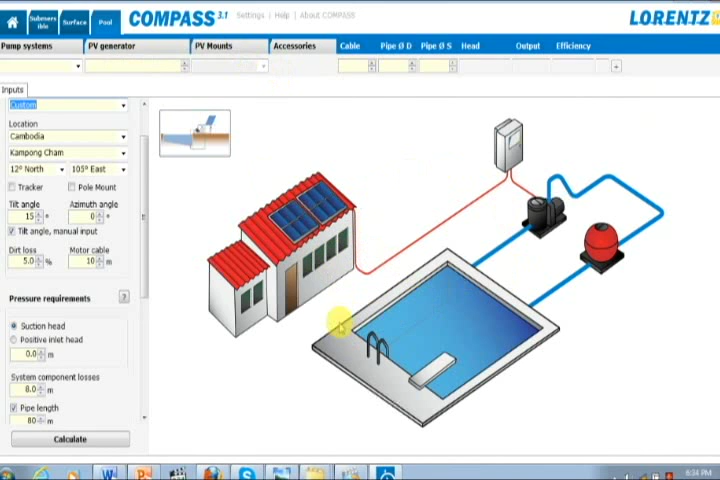 Submers
ible
Surface
Pool
COMPASS 3.1
Settings | Help | About COMPASS
LORENTZ
Pump systems
PV generator
PV Mounts
Accessories
Cable
Pipe Ø D
Pipe Ø S
Head
Output
Efficiency
Inputs
Custom
Location
Cambodia
Kampong Cham
12° North
105° East
Tracker
Pole Mount
Tilt angle
Azimuth angle
15 °
0 °
Tilt angle, manual input
Dirt loss
Motor cable
5.0 %
10 m
Pressure requirements
?
Suction head
Positive inlet head
0.0 m
System component losses
8.0 m
Pipe length
80 m
Calculate
6:34 PM